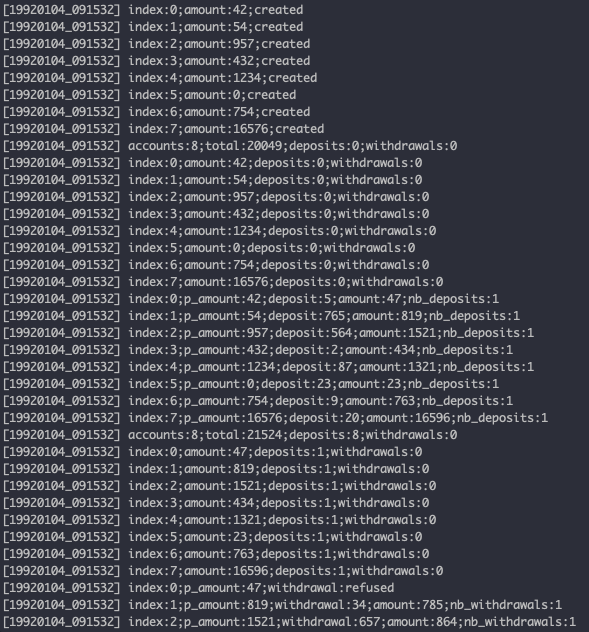 [19920104_091532] index:0;amount:42;created
[19920104_091532] index:1;amount:54;created
[19920104_091532] index:2;amount:957;created
[19920104_091532] index:3;amount:432;created
[19920104_091532] index:4;amount:1234;created
[19920104_091532] index:5;amount:0;created
[19920104_091532] index:6;amount:754;created
[19920104_091532] index:7;amount:16576;created
[19920104_091532] accounts:8;total:20049;deposits:0;withdrawals:0
[19920104_091532] index:0;amount:42;deposits:0;withdrawals:0
[19920104_091532] index:1;amount:54;deposits:0;withdrawals:0
[19920104_091532] index:2;amount:957;deposits:0;withdrawals:0
[19920104_091532] index:3;amount:432;deposits:0;withdrawals:0
[19920104_091532] index:4;amount:1234;deposits:0;withdrawals:0
[19920104_091532] index:5;amount:0;deposits:0;withdrawals:0
[19920104_091532] index:6;amount:754;deposits:0;withdrawals:0
[19920104_091532] index:7;amount:16576;deposits:0;withdrawals:0
[19920104_091532] index:0;p_amount:42;deposit:5;amount:47;nb_deposits:1
[19920104_091532] index:1;p_amount:54;deposit:765;amount:819;nb_deposits:1
[19920104_091532] index:2;p_amount:957;deposit:564;amount:1521;nb_deposits:1
[19920104_091532] index:3;p_amount:432;deposit:2;amount:434;nb_deposits:1
[19920104_091532] index:4;p_amount:1234;deposit:87;amount:1321;nb_deposits:1
[19920104_091532] index:5;p_amount:0;deposit:23;amount:23;nb_deposits:1
[19920104_091532] index:6;p_amount:754;deposit:9;amount:763;nb_deposits:1
[19920104_091532] index:7;p_amount:16576;deposit:20;amount:16596;nb_deposits:1
[19920104_091532] accounts:8;total:21524;deposits:8;withdrawals:0
[19920104_091532] index:0;amount:47;deposits:1;withdrawals:0
[19920104_091532] index:1;amount:819;deposits:1;withdrawals:0
[19920104_091532] index:2;amount:1521;deposits:1;withdrawals:0
[19920104_091532] index:3;amount:434;deposits:1;withdrawals:0
[19920104_091532] index:4;amount:1321;deposits:1;withdrawals:0
[19920104_091532] index:5;amount:23;deposits:1;withdrawals:0
[19920104_091532] index:6;amount:763;deposits:1;withdrawals:0
[19920104_091532] index:7;amount:16596;deposits:1;withdrawals:0
[19920104_091532] index:0;p_amount:47;withdrawal:refused
[19920104_091532] index:1;p_amount:819;withdrawal:34;amount:785;nb_withdrawals:1
[19920104_091532] index:2;p_amount:1521;withdrawal:657;amount:864;nb_withdrawals:1